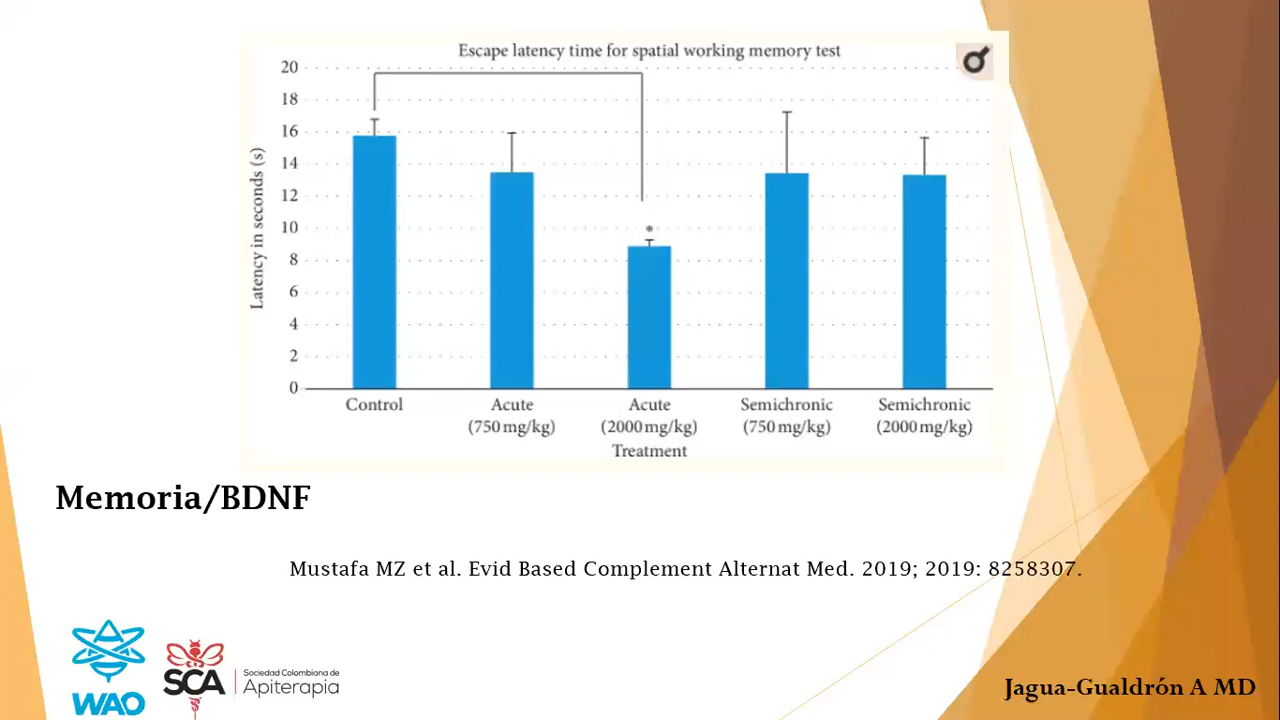 Escape latency time for spatial working memory test
20
18
16
14
12
10
8
6
4
2
0
Latency in seconds (s)
*
Control
Acute
(750 mg/kg)
Acute
(2000 mg/kg)
Semichronic
(750 mg/kg)
Semichronic
(2000 mg/kg)
Treatment
Memoria/BDNF
Mustafa MZ et al. Evid Based Complement Alternat Med. 2019; 2019: 8258307.
WAO
SCA
Sociedad Colombiana de
Apiterapia
Jagua-Gualdrón A MD